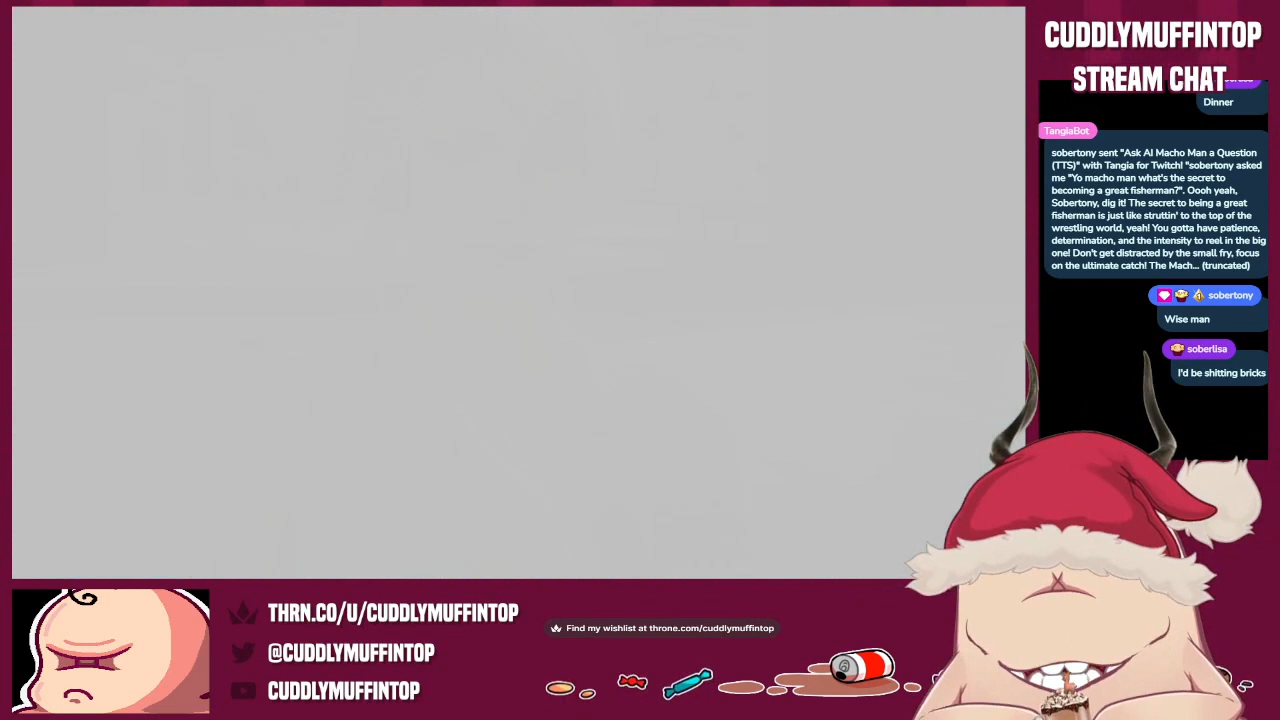 CUDDLYMUFFINTOP
STREAM CHAT
Dinner
TangiaBot
sobertony sent "Ask AI Macho Man a Question
(TTS)" with Tangia for Twitch! "sobertony asked
me "Yo macho man what's the secret to
becoming a great fisherman?". Oooh yeah,
Sobertony, dig it! The secret to being a great
fisherman is just like struttin' to the top of the
wrestling world, yeah! You gotta have patience,
determination, and the intensity to reel in the big
one! Don't get distracted by the small fry, focus
on the ultimate catch! The Mach... (truncated)
sobertony
Wise man
soberlisa
I'd be shitting bricks
THRN.CO/U/CUDDLYMUFFINTOP
@CUDDLYMUFFINTOP
CUDDLYMUFFINTOP
Find my wishlist at throne.com/cuddlymuffintop